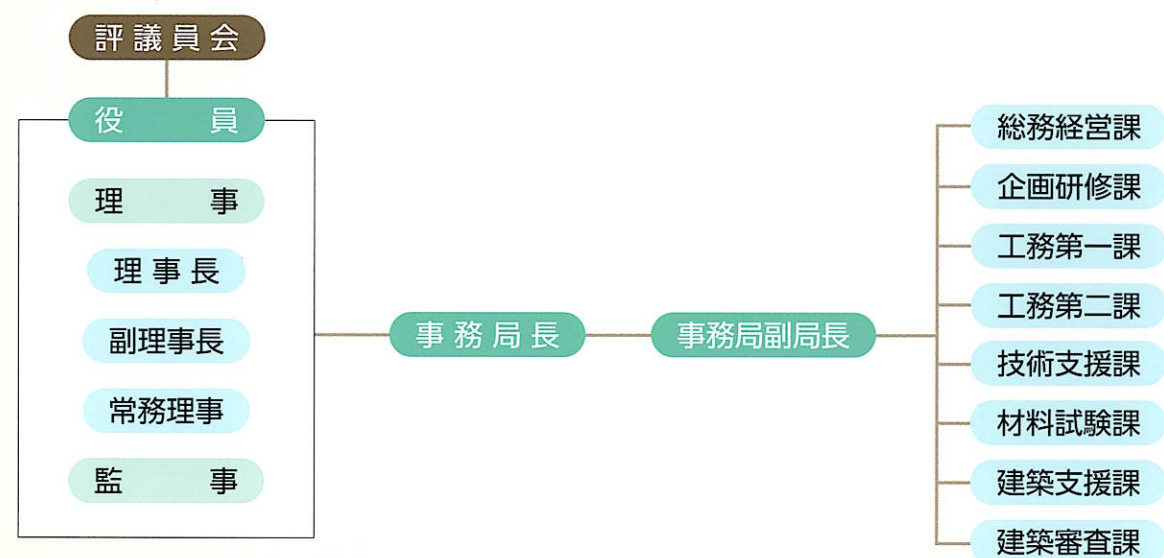 評議員会
役員
理事
理事長
副理事長
常務理事
監事
事務局長
事務局副局長
総務経営課
企画研修課
工務第一課
工務第二課
技術支援課
材料試験課
建築支援課
建築審査課